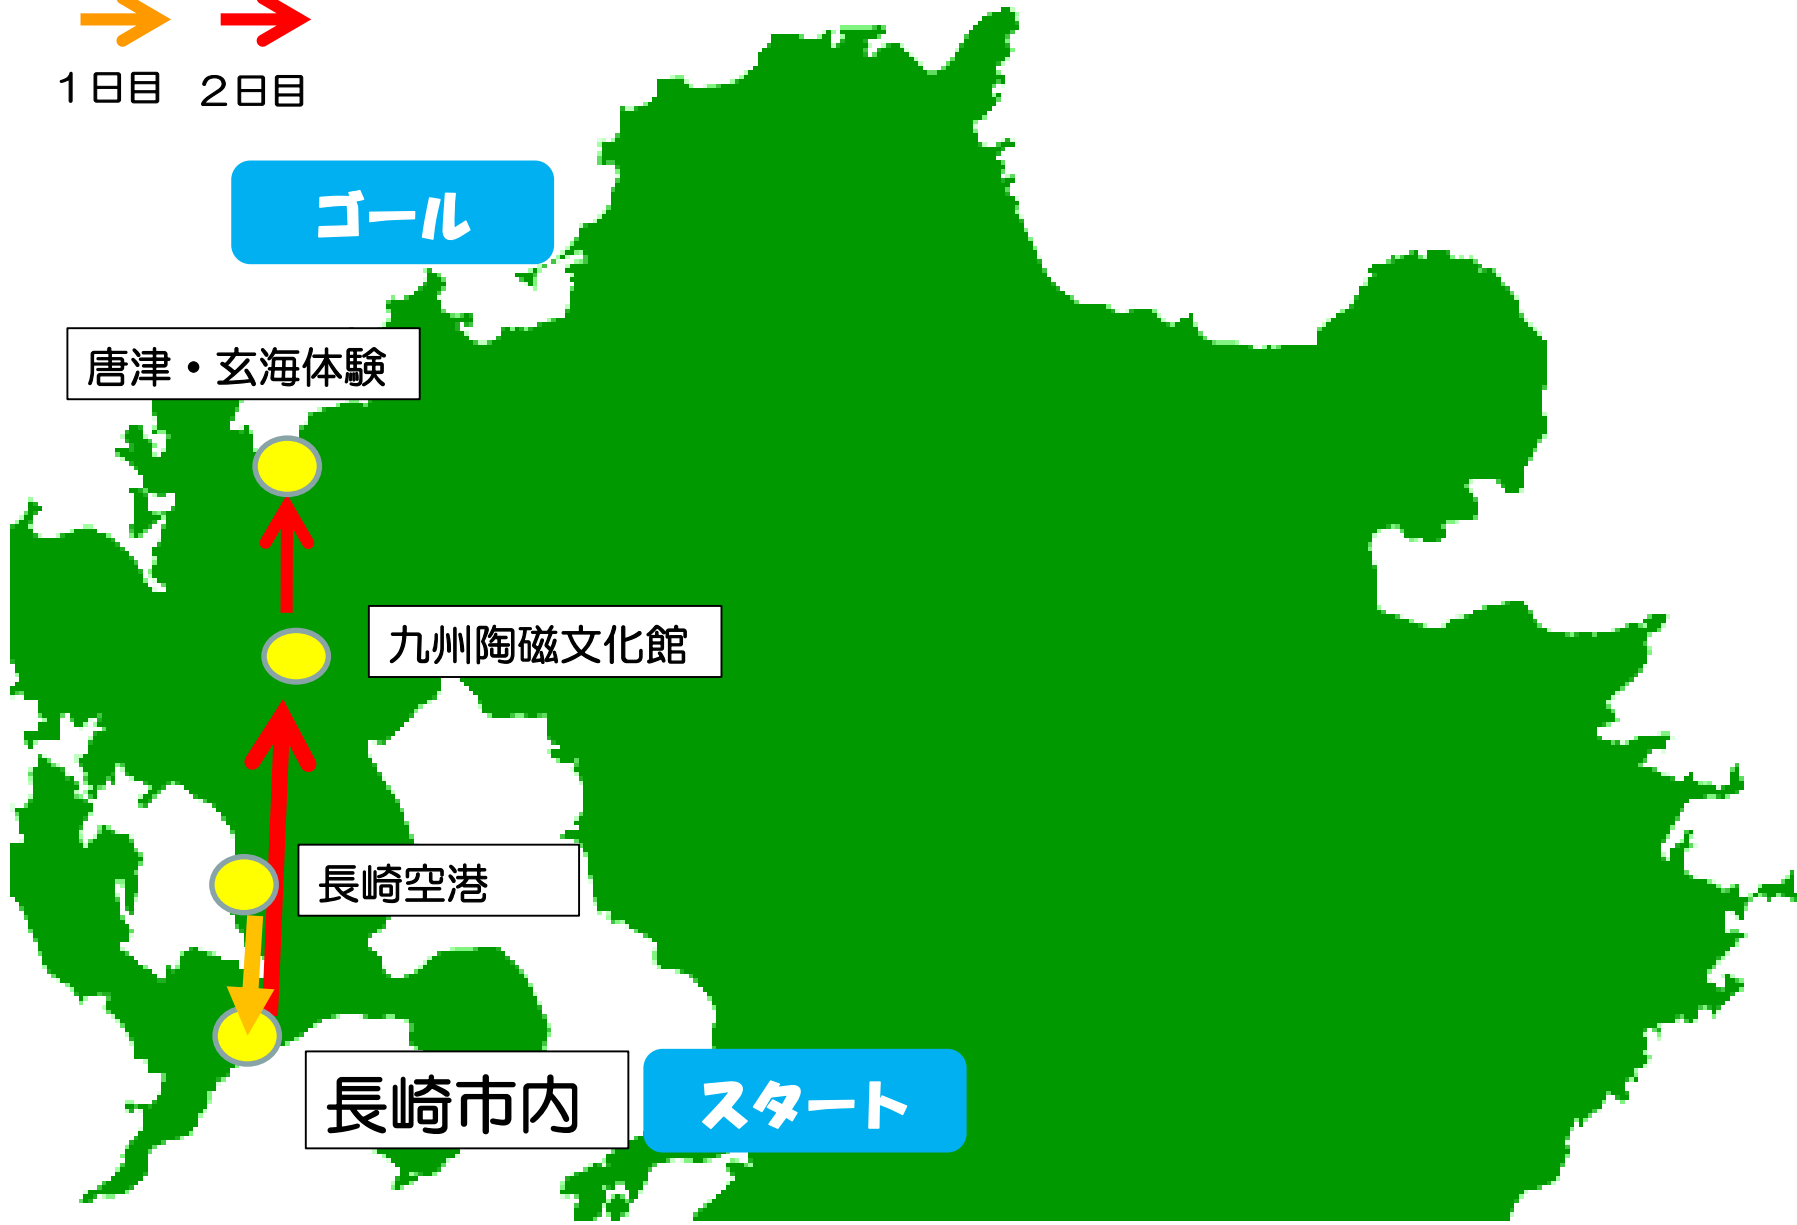 1日目 2日目
ゴール
唐津・玄海体験
九州陶磁文化館
長崎空港
長崎市内
スタート